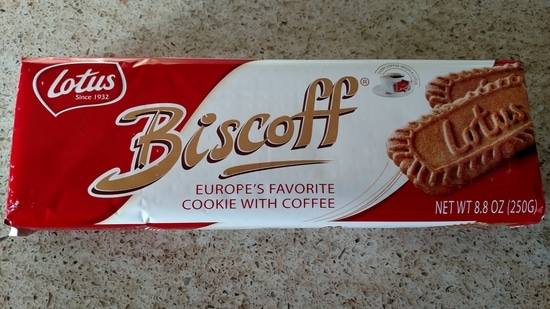 Lotus
Since 1932
Biscoff®
EUROPE'S FAVORITE
COOKIE WITH COFFEE
Lotus
NET WT 8.8 OZ (250G)